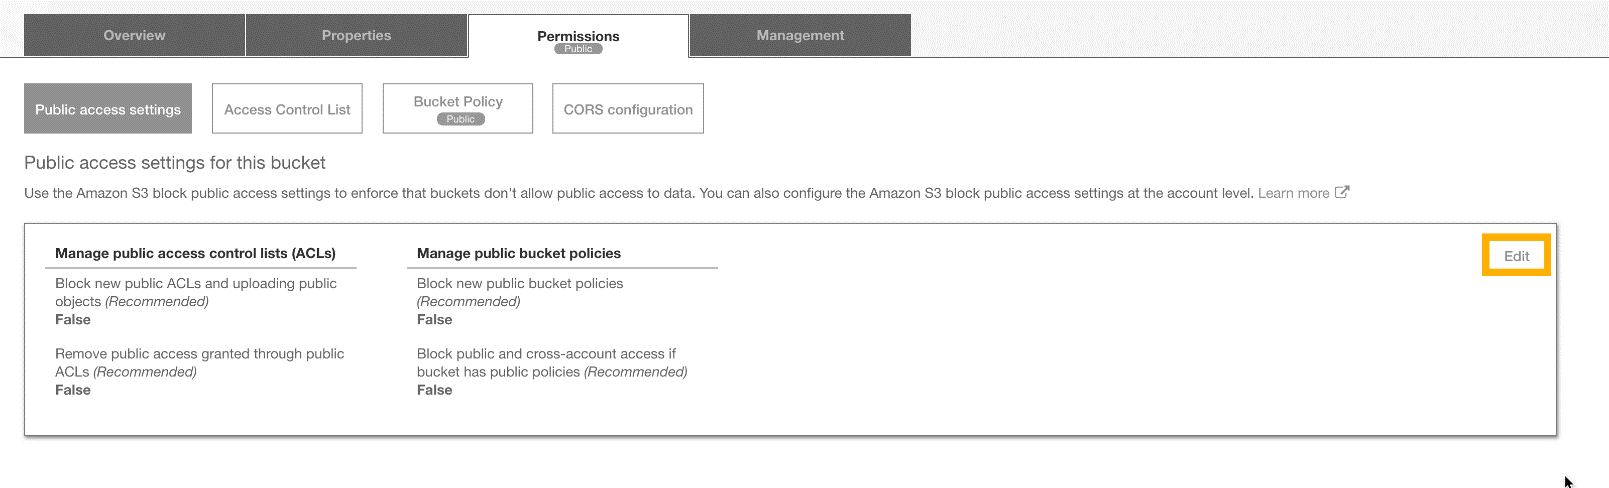 Overview
Properties
Permissions
Public
Management
Public access settings
Access Control List
Bucket Policy
Public
CORS configuration
Public access settings for this bucket
Use the Amazon S3 block public access settings to enforce that buckets don't allow public access to data. You can also configure the Amazon S3 block public access settings at the account level. Learn more
Manage public access control lists (ACLs)
Block new public ACLs and uploading public
objects (Recommended)
False
Remove public access granted through public
ACLs (Recommended)
False
Manage public bucket policies
Block new public bucket policies
(Recommended)
False
Block public and cross-account access if
bucket has public policies (Recommended)
False
Edit